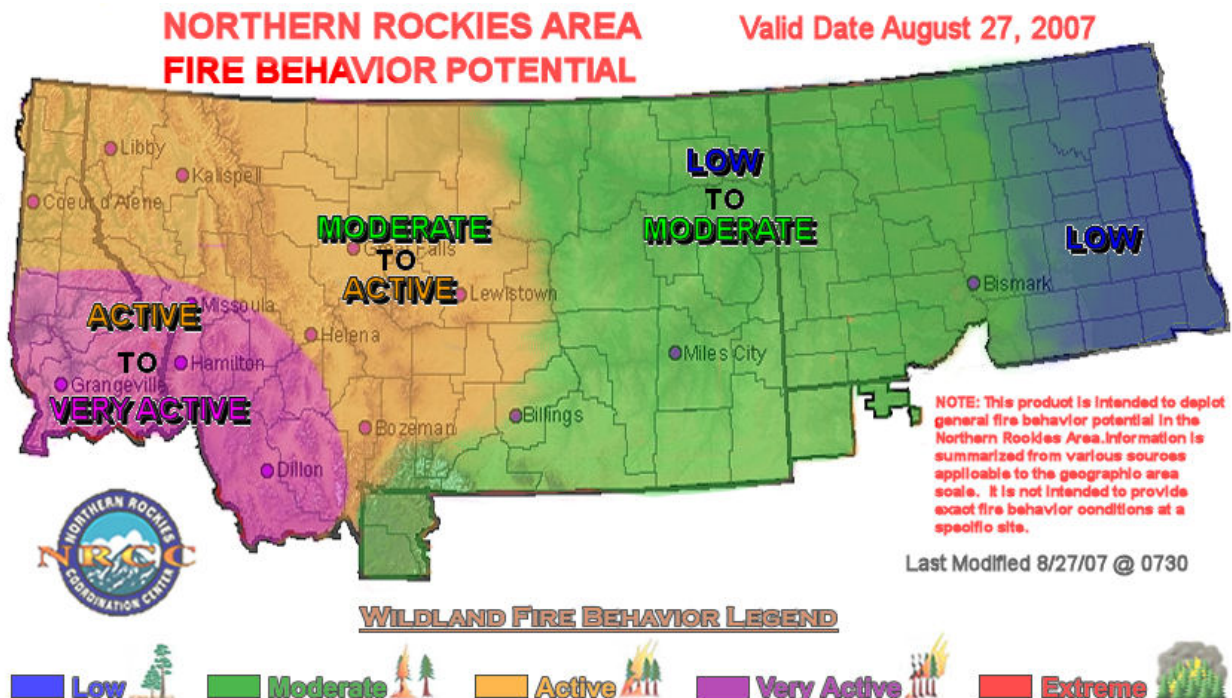 NORTHERN ROCKIES AREA
FIRE BEHAVIOR POTENTIAL
Valid Date August 27, 2007
Libby
Kalispell
Coeur d'Alene
LOW
TO
MODERATE
MODERATE
TO
ACTIVE
Great Falls
Lewistown
LOW
Bismark
Missoula
ACTIVE
TO
VERY ACTIVE
Helena
Hamilton
Grangeville
Miles City
Billings
Bozeman
Dillon
NOTE: This product is intended to depict
general fire behavior potential in the
Northern Rockies Area.Information is
summarized from various sources
applicable to the geographic area
scale. It is not intended to provide
exact fire behavior conditions at a
specific site.
Last Modified 8/27/07 @ 0730
NORTHERN ROCKIES
NRCC
COORDINATION CENTER
WILDLAND FIRE BEHAVIOR LEGEND
Low
Moderate
Active
Very Active
Extreme